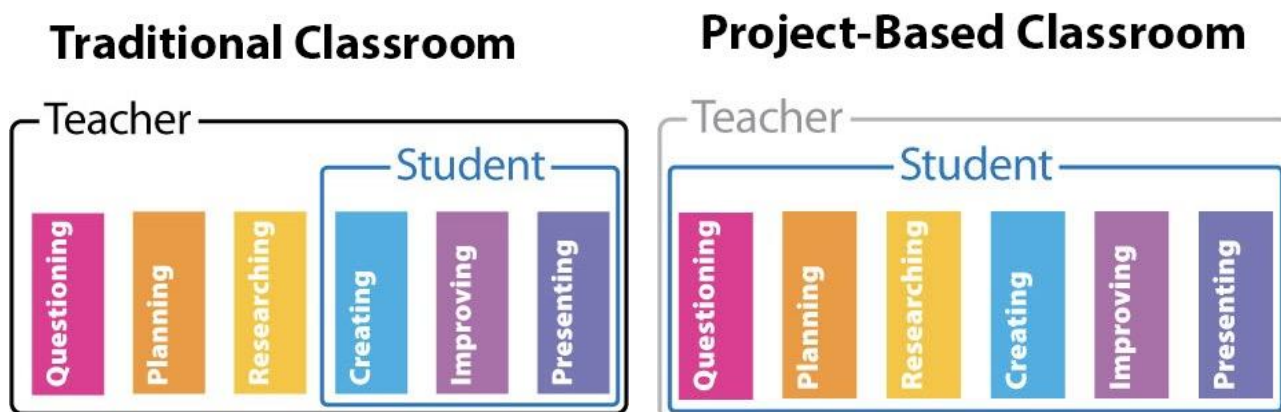 Traditional Classroom
Teacher
Student
Questioning
Planning
Researching
Creating
Improving
Presenting
Project-Based Classroom
Teacher
Student
Questioning
Planning
Researching
Creating
Improving
Presenting